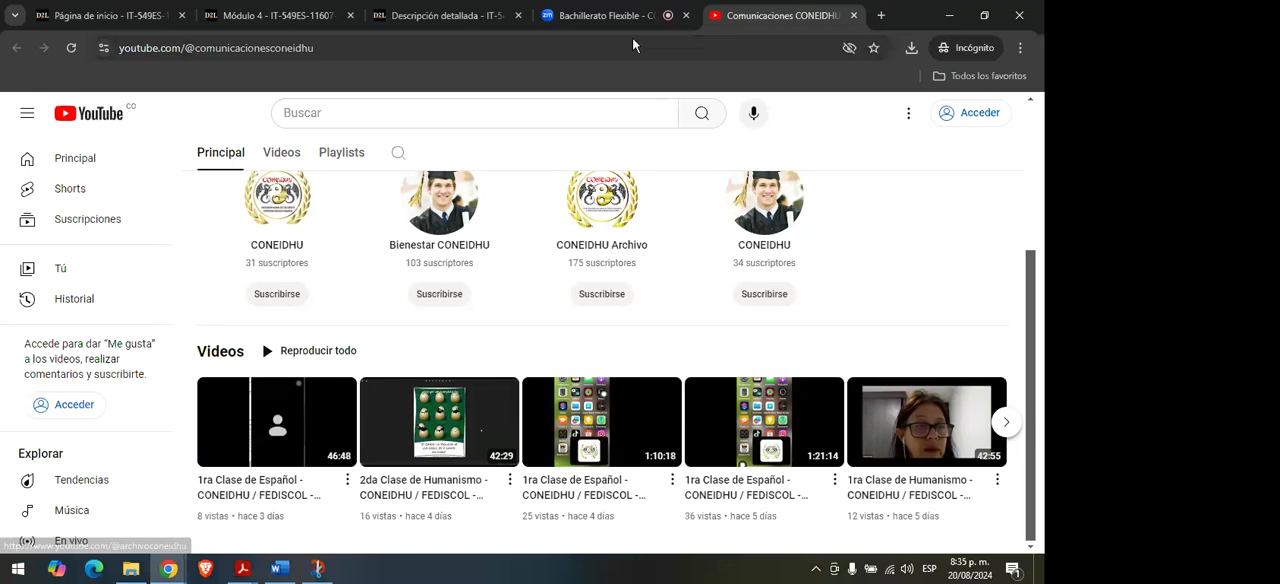 Página de inicio - IT-549ES-1
Módulo 4 - IT-549ES-11607
Descripción detallada - IT-5
Bachillerato Flexible - CO
Comunicaciones CONEIDHU
youtube.com/@comunicacionesconeidhu
Incógnito
Todos los favoritos
YouTube CO
Buscar
Acceder
Principal
Videos
Playlists
Principal
Shorts
Suscripciones
Tú
Historial
Accede para dar “Me gusta”
a los videos, realizar
comentarios y suscribirte.
Acceder
Explorar
Tendencias
Música
En vivo
CONEIDHU
Bienestar CONEIDHU
CONEIDHU Archivo
CONEIDHU
31 suscriptores
103 suscriptores
175 suscriptores
34 suscriptores
Suscribirse
Suscribirse
Suscribirse
Suscribirse
Videos
Reproducir todo
46:48
42:29
1:10:18
1:21:14
42:55
1ra Clase de Español -
CONEIDHU / FEDISCOL -...
8 vistas • hace 3 días
2da Clase de Humanismo -
CONEIDHU / FEDISCOL -...
16 vistas • hace 4 días
1ra Clase de Español -
CONEIDHU / FEDISCOL -...
25 vistas • hace 4 días
1ra Clase de Español -
CONEIDHU / FEDISCOL -...
36 vistas • hace 5 días
1ra Clase de Humanismo -
CONEIDHU / FEDISCOL -...
12 vistas • hace 5 días
https://www.youtube.com/@archivoconeidhu
ESP
8:35 p. m.
20/08/2024